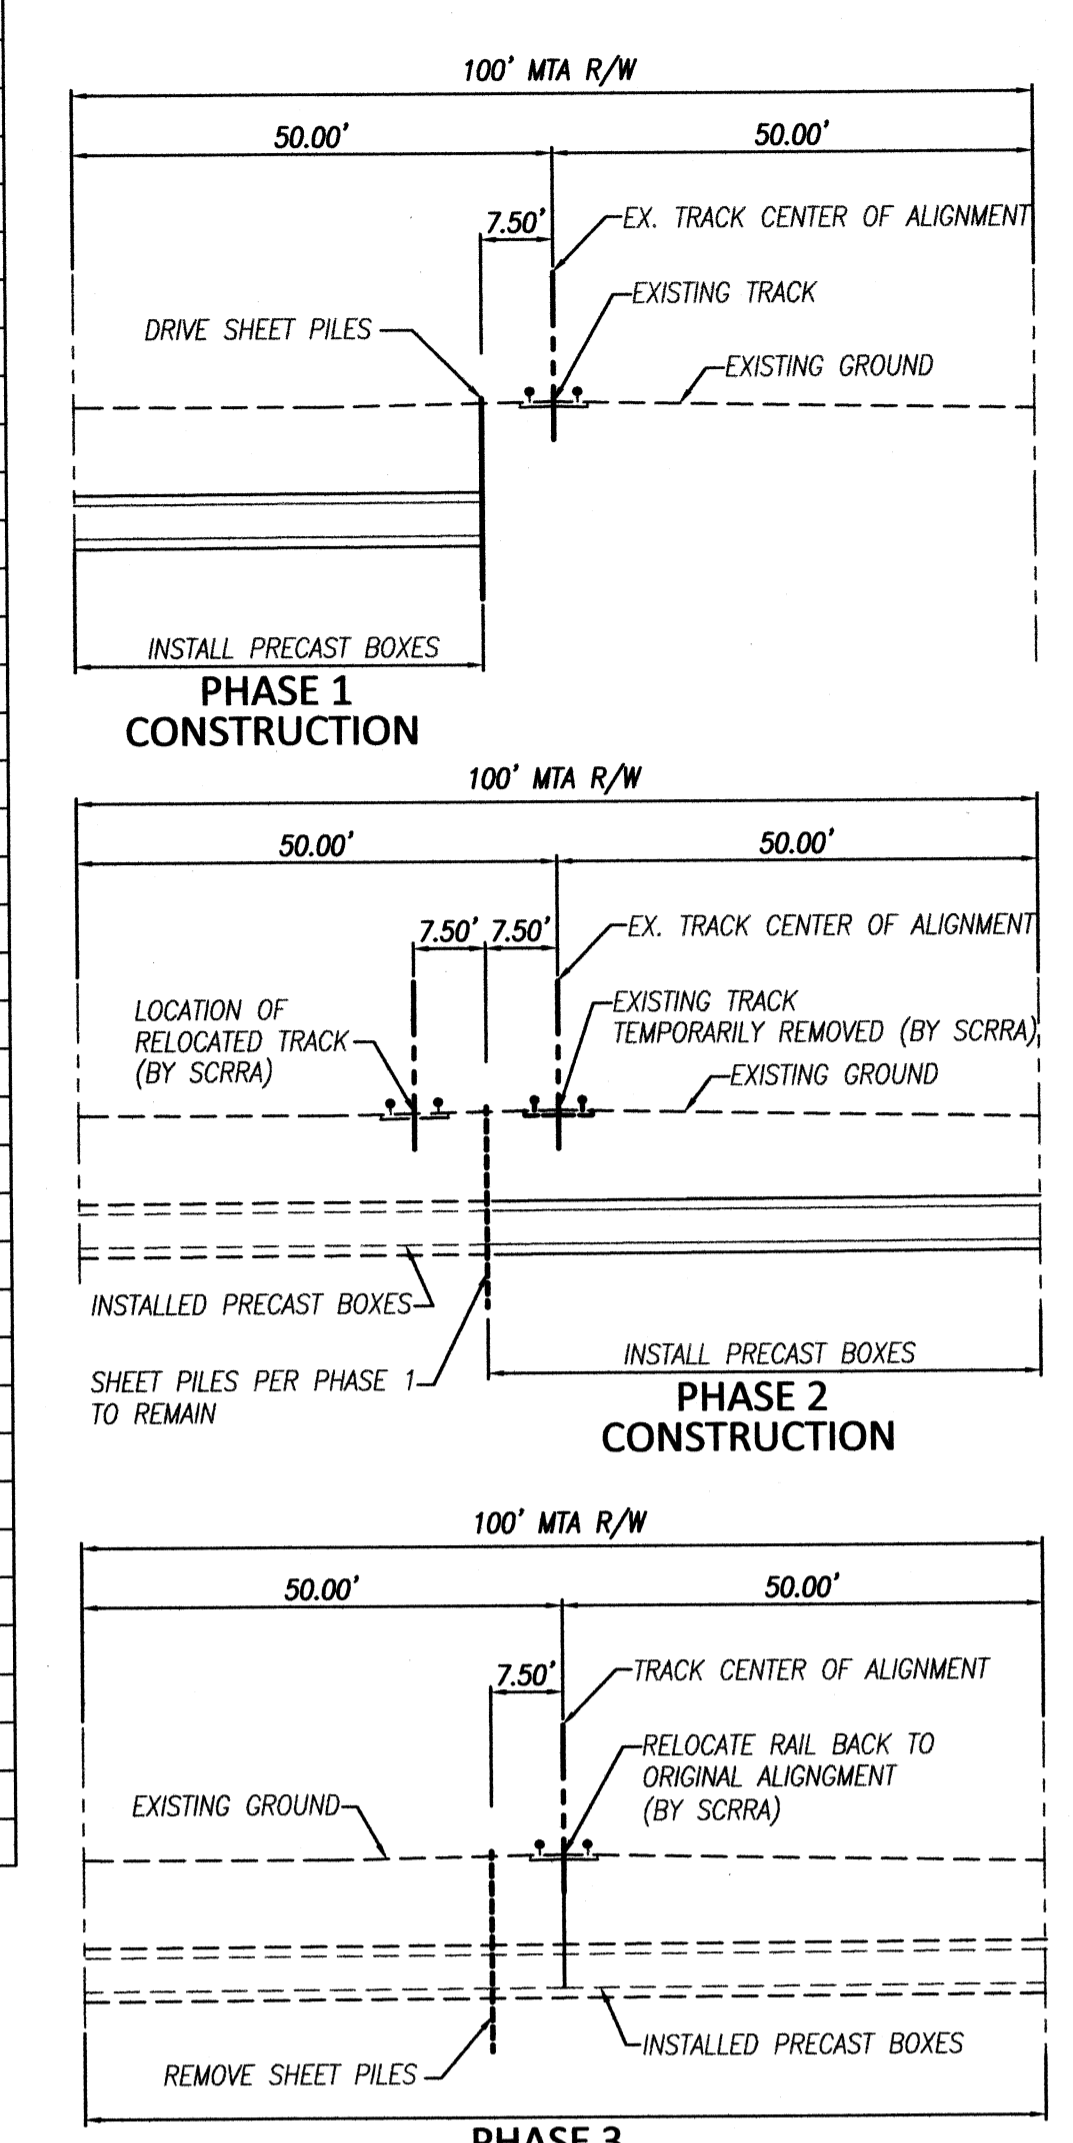 100' MTA R/W
50.00'
50.00'
7.50'
EX. TRACK CENTER OF ALIGNMENT
EXISTING TRACK
DRIVE SHEET PILES
EXISTING GROUND
INSTALL PRECAST BOXES
PHASE 1
CONSTRUCTION
100' MTA R/W
50.00'
50.00'
7.50'
7.50'
EX. TRACK CENTER OF ALIGNMENT
LOCATION OF
RELOCATED TRACK
(BY SCRRA)
EXISTING TRACK
TEMPORARILY REMOVED (BY SCRRA)
EXISTING GROUND
INSTALLED PRECAST BOXES
SHEET PILES PER PHASE 1
TO REMAIN
INSTALL PRECAST BOXES
PHASE 2
CONSTRUCTION
100' MTA R/W
50.00'
50.00'
7.50'
TRACK CENTER OF ALIGNMENT
RELOCATE RAIL BACK TO
ORIGINAL ALIGNGMENT
(BY SCRRA)
EXISTING GROUND
INSTALLED PRECAST BOXES
REMOVE SHEET PILES
PHASE 3